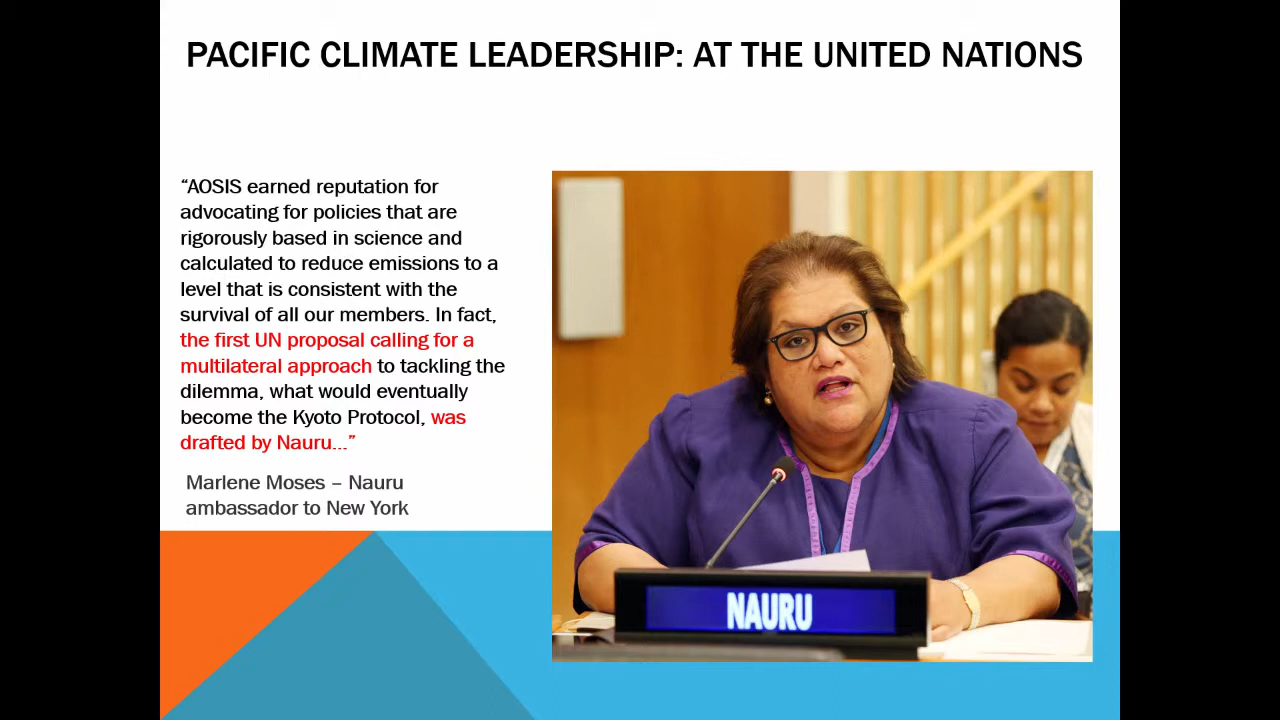 PACIFIC CLIMATE LEADERSHIP: AT THE UNITED NATIONS
“AOSIS earned reputation for
advocating for policies that are
rigorously based in science and
calculated to reduce emissions to a
level that is consistent with the
survival of all our members. In fact,
the first UN proposal calling for a
multilateral approach to tackling the
dilemma, what would eventually
become the Kyoto Protocol, was
drafted by Nauru...”
Marlene Moses – Nauru
ambassador to New York
NAURU